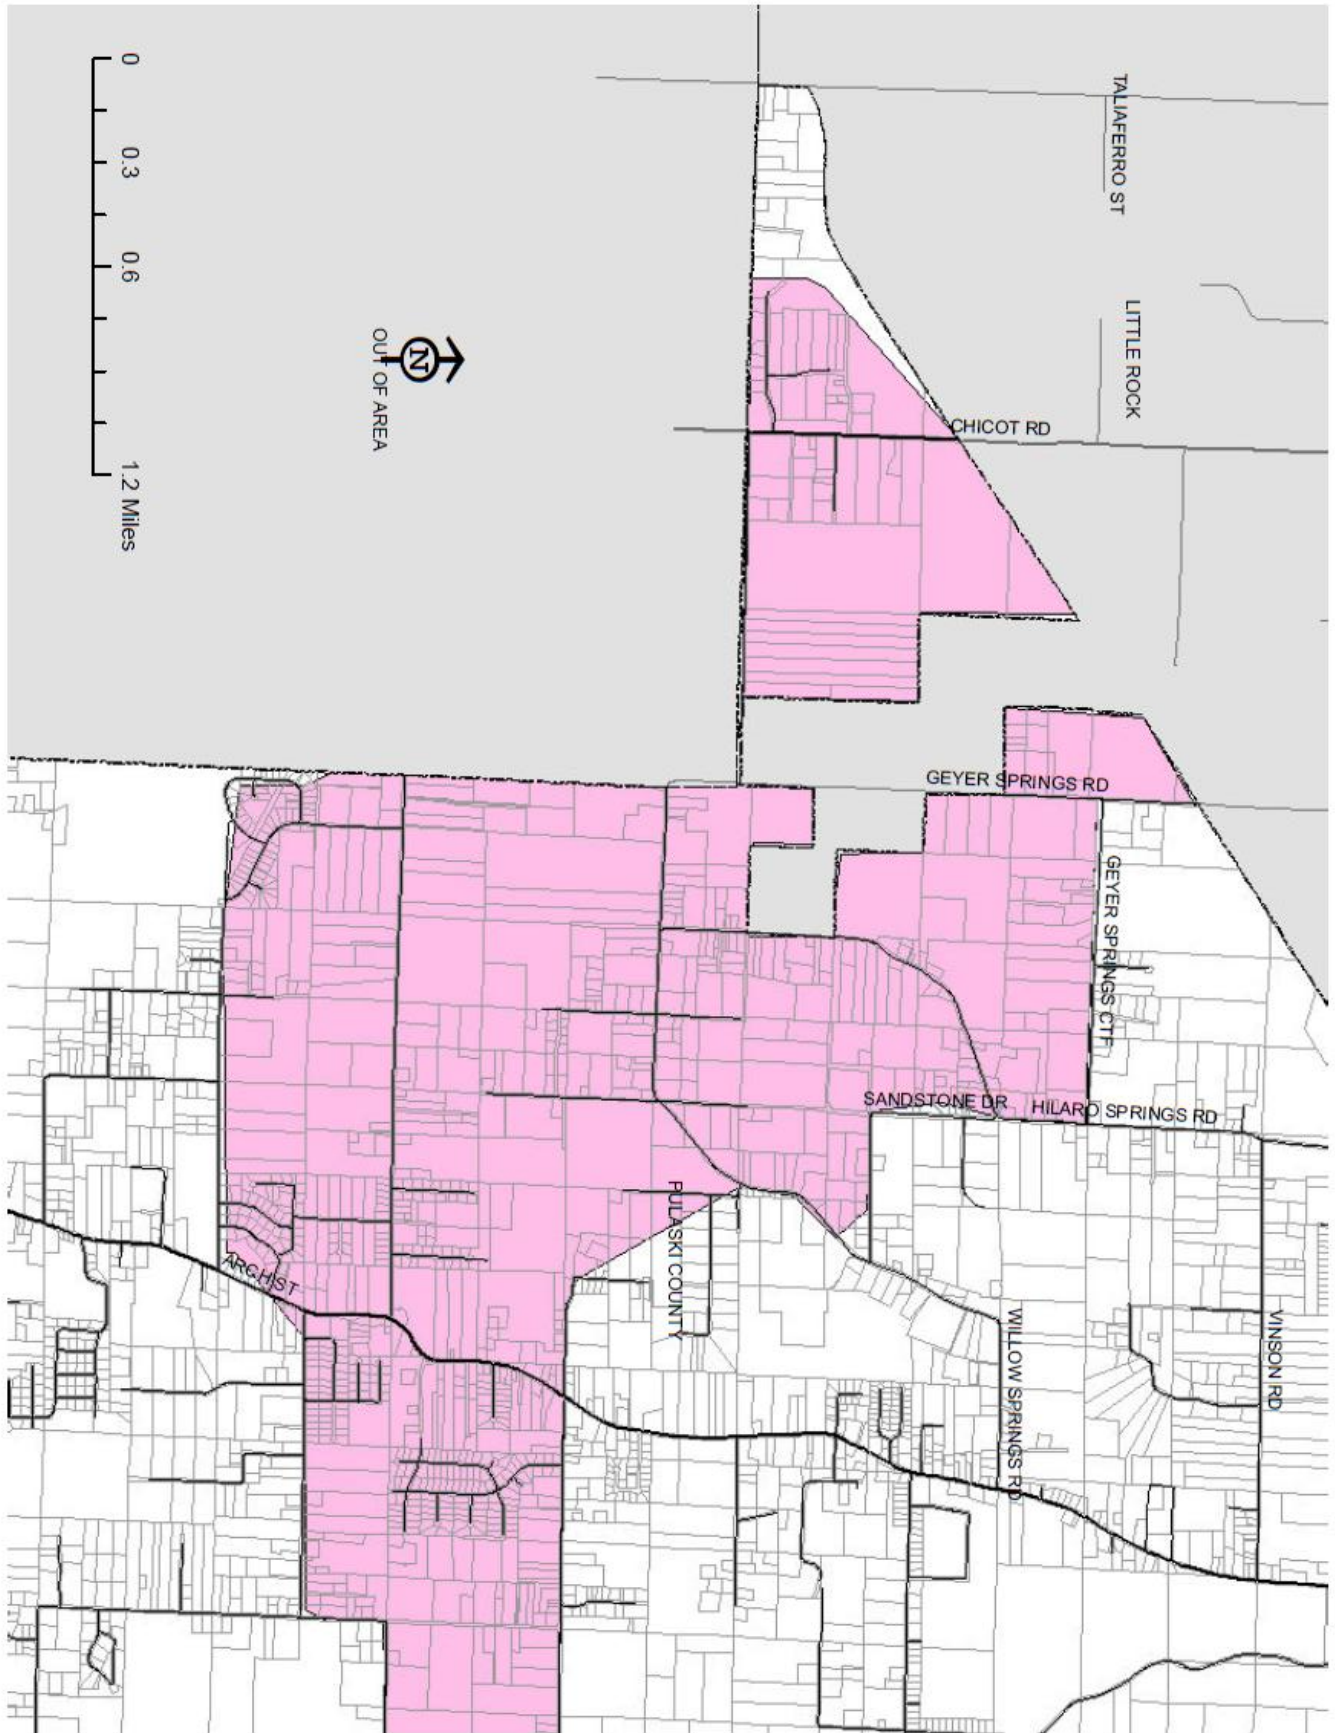 TALIAFERRO ST
LITTLE ROCK
CHICOT RD
0
0.3
0.6
1.2 Miles
N
OUT OF AREA
GEYER SPRINGS RD
GEYER SPRINGS CTF
SANDSTONE DR
HILARO SPRINGS RD
PULASKI COUNTY
ARCH ST
WILLOW SPRINGS RD
VINSON RD